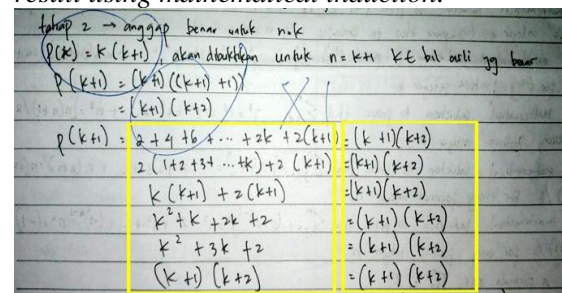 result using mathematical induction.
tahap 2 → anggap benar untuk n=k
P(k) = k (k+1) , akan dibuktikan untuk n = k+1 k ∈ bil asli jg benar
P (k+1) = (k+1) ((k+1) +1))
= (k+1) (k+2)
P(k+1) : 2+4+6+ ... + 2k + 2(k+1) = (k+1)(k+2)
2 (1+2+3+ ...+k)+2 (k+1) = (k+1) (k+2)
k (k+1) + 2(k+1) = (k+1)(k+2)
k²+k +2k +2 = (k+1) (k+2)
k² +3k +2 = (k+1) (k+2)
(k+1) (k+2) = (k+1) (k+2)